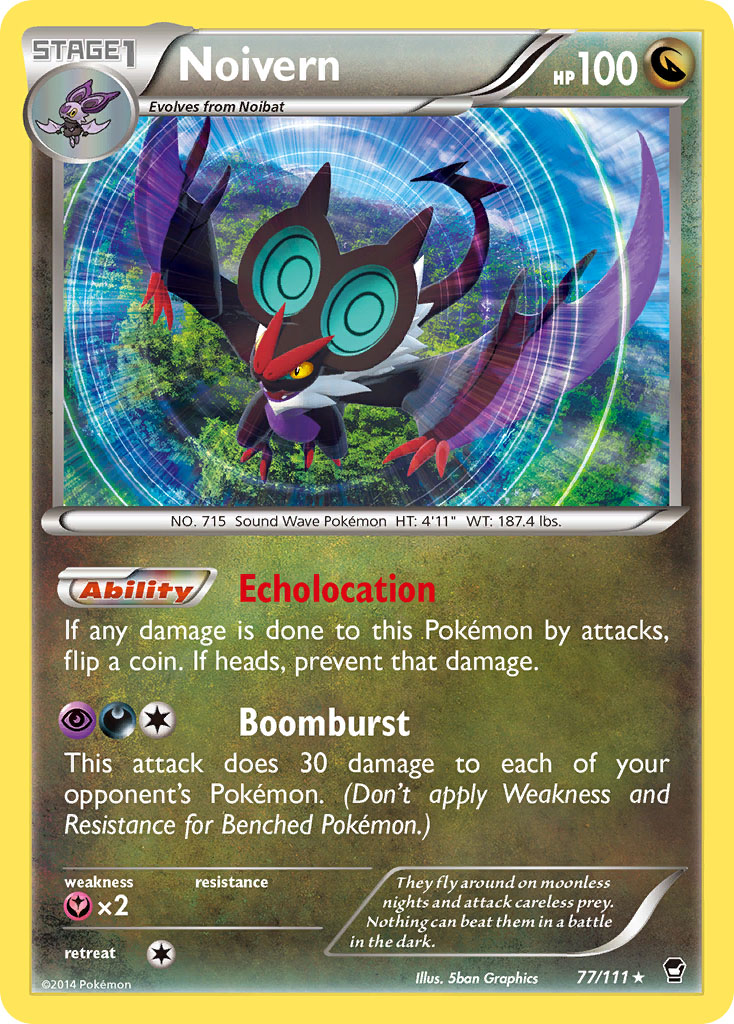 STAGE1
Noivern
HP100
Evolves from Noibat
NO. 715 Sound Wave Pokémon HT: 4'11" WT: 187.4 lbs.
Ability Echolocation
If any damage is done to this Pokémon by attacks,
flip a coin. If heads, prevent that damage.
Boomburst
This attack does 30 damage to each of your
opponent's Pokémon. (Don't apply Weakness and
Resistance for Benched Pokémon.)
weakness resistance
×2
retreat
They fly around on moonless
nights and attack careless prey.
Nothing can beat them in a battle
in the dark.
©2014 Pokémon
Illus. 5ban Graphics
77/111 ★